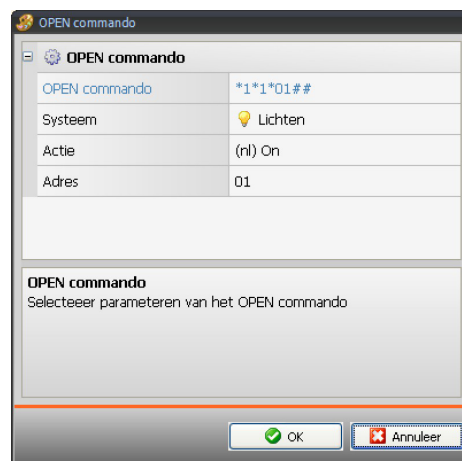 OPEN commando
OPEN commando
OPEN commando *1*1*01##
Systeem Lichten
Actie (nl) On
Adres 01
OPEN commando
Selecteeer parameteren van het OPEN commando
OK Annuleer